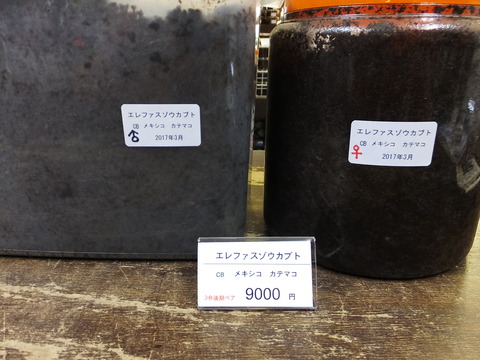 エレファスゾウカブト
CB メキシコ カテマコ
♂ 2017年3月
エレファスゾウカブト
CB メキシコ カテマコ
♀ 2017年3月
エレファスゾウカブト
CB メキシコ カテマコ
9000 円